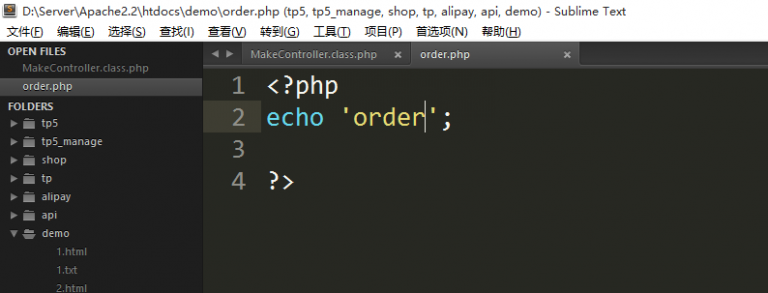 D:\Server\Apache2.2\htdocs\demo\order.php (tp5, tp5_manage, shop, tp, alipay, api, demo) - Sublime Text
文件(F) 编辑(E) 选择(S) 查找(I) 查看(V) 转到(G) 工具(T) 项目(P) 首选项(N) 帮助(H)
OPEN FILES
MakeController.class.php
order.php
FOLDERS
tp5
tp5_manage
shop
tp
alipay
api
demo
1.html
1.txt
2.html
MakeController.class.php × order.php ×
1 <?php
2 echo 'order';
3
4 ?>